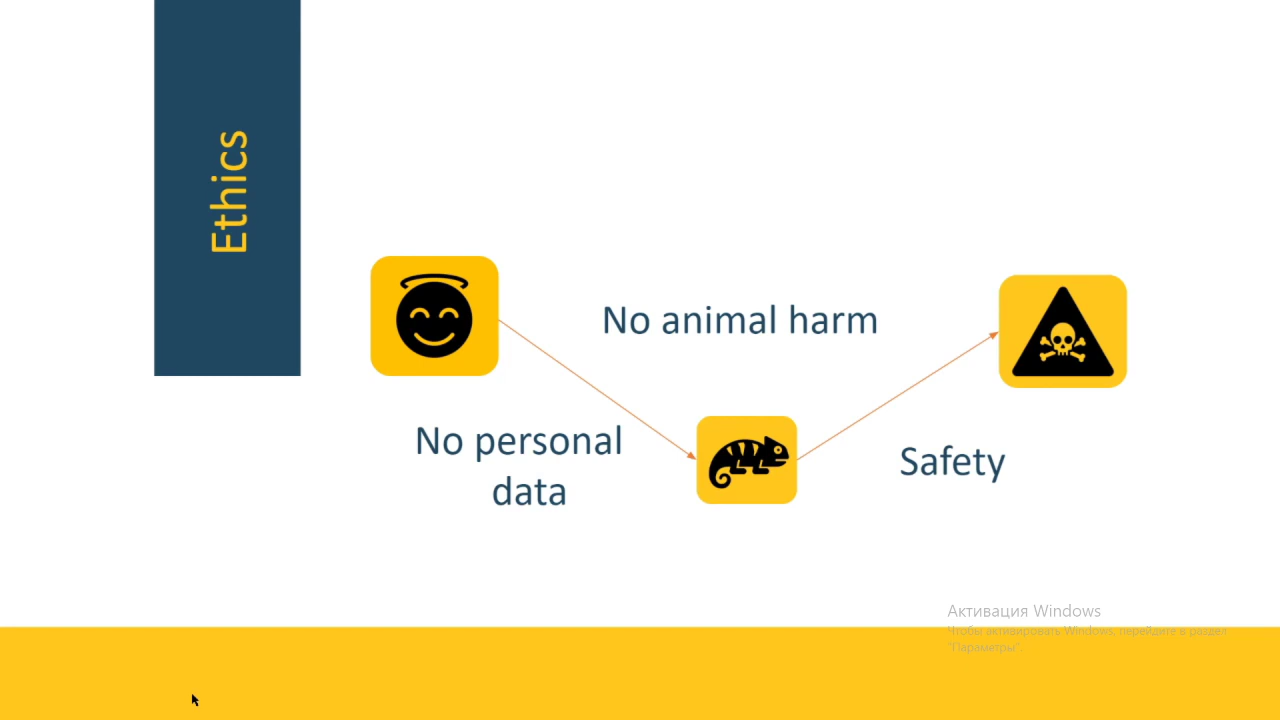 Ethics
No animal harm
No personal
data
Safety
Активация Windows
Чтобы активировать Windows, перейдите в раздел
"Параметры".